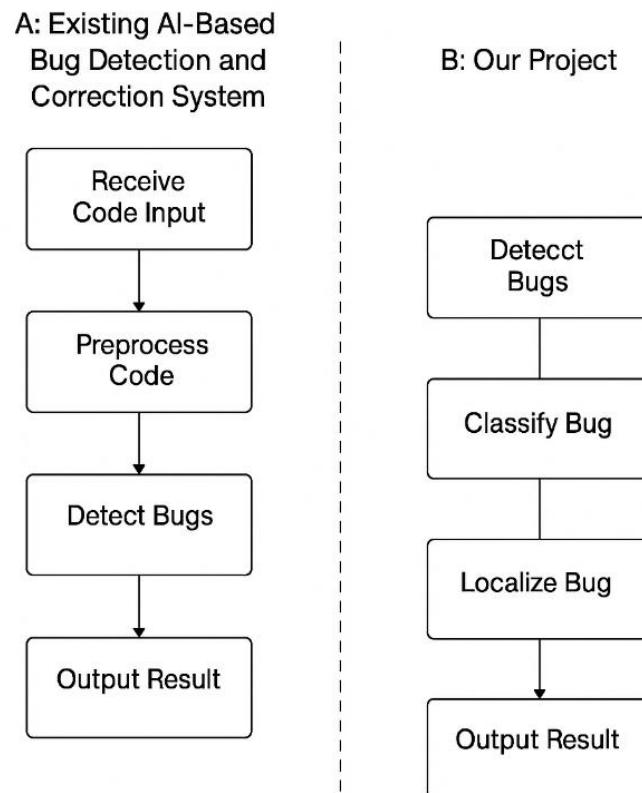 A: Existing AI-Based
Bug Detection and
Correction System
Receive
Code Input
Preprocess
Code
Detect Bugs
Output Result
B: Our Project
Detecct
Bugs
Classify Bug
Localize Bug
Output Result